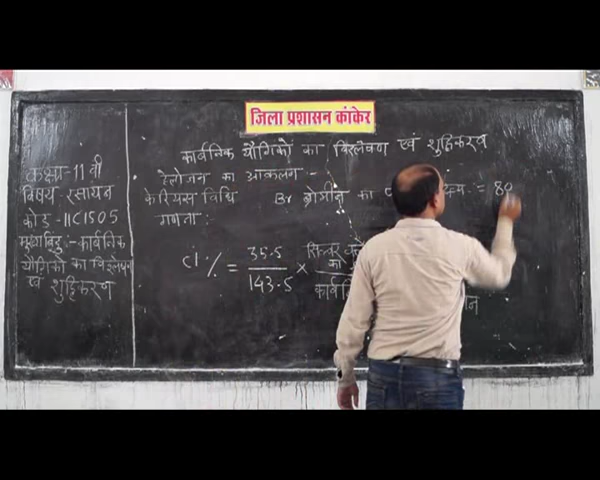 जिला प्रशासन कांकेर
कक्षा-11 वी
विषय रसायन
कोड -11C1505
मुख्य बिंदु :- कार्बनिक
यौगिकों का विश्लेषण
एवं शुद्धिकरण
कार्बनिक यौगिकों का विश्लेषण एवं शुद्धिकरण
हैलोजन का आकलन :-
केरियस विधि Br ब्रोमीन का = 80
गणना :
Cl % = 35.5 / 143.5 ×